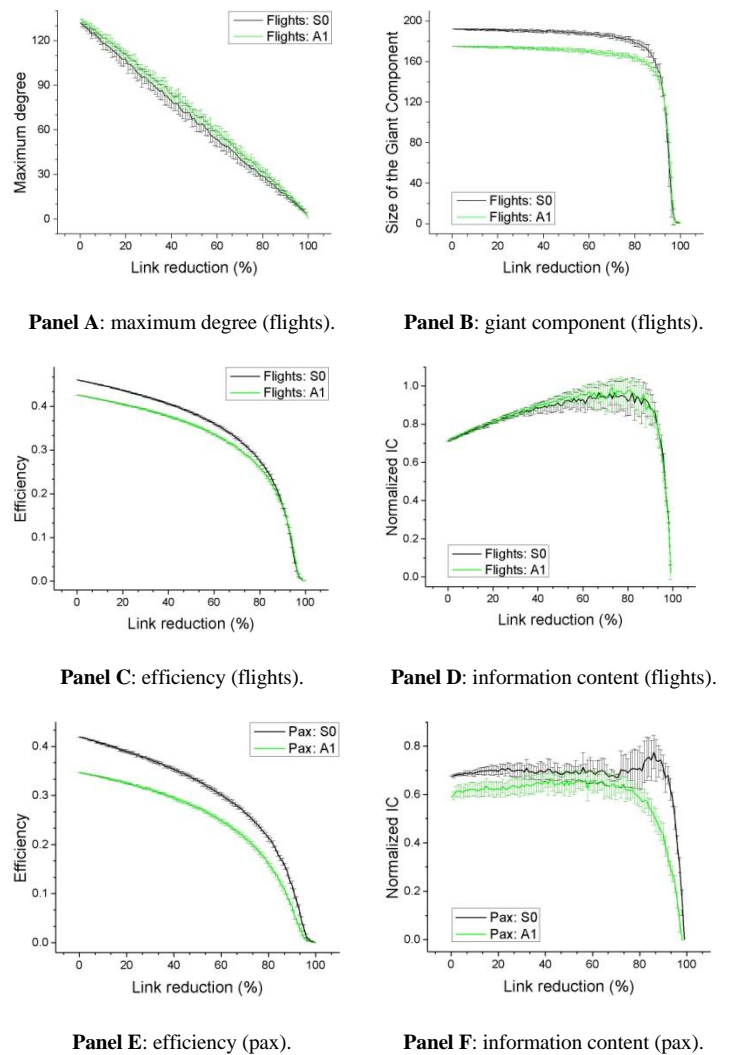 Flights: S0
Flights: A1
Maximum degree
120
90
60
30
0
0 20 40 60 80 100
Link reduction (%)
Panel A: maximum degree (flights).
Flights: S0
Flights: A1
Size of the Giant Component
200
160
120
80
40
0
0 20 40 60 80 100
Link reduction (%)
Panel B: giant component (flights).
Flights: S0
Flights: A1
Efficiency
0.4
0.3
0.2
0.1
0.0
0 20 40 60 80 100
Link reduction (%)
Panel C: efficiency (flights).
Flights: S0
Flights: A1
Normalized IC
1.0
0.8
0.6
0.4
0.2
0.0
0 20 40 60 80 100
Link reduction (%)
Panel D: information content (flights).
Pax: S0
Pax: A1
Efficiency
0.4
0.3
0.2
0.1
0.0
0 20 40 60 80 100
Link reduction (%)
Panel E: efficiency (pax).
Pax: S0
Pax: A1
Normalized IC
0.8
0.6
0.4
0.2
0.0
0 20 40 60 80 100
Link reduction (%)
Panel F: information content (pax).